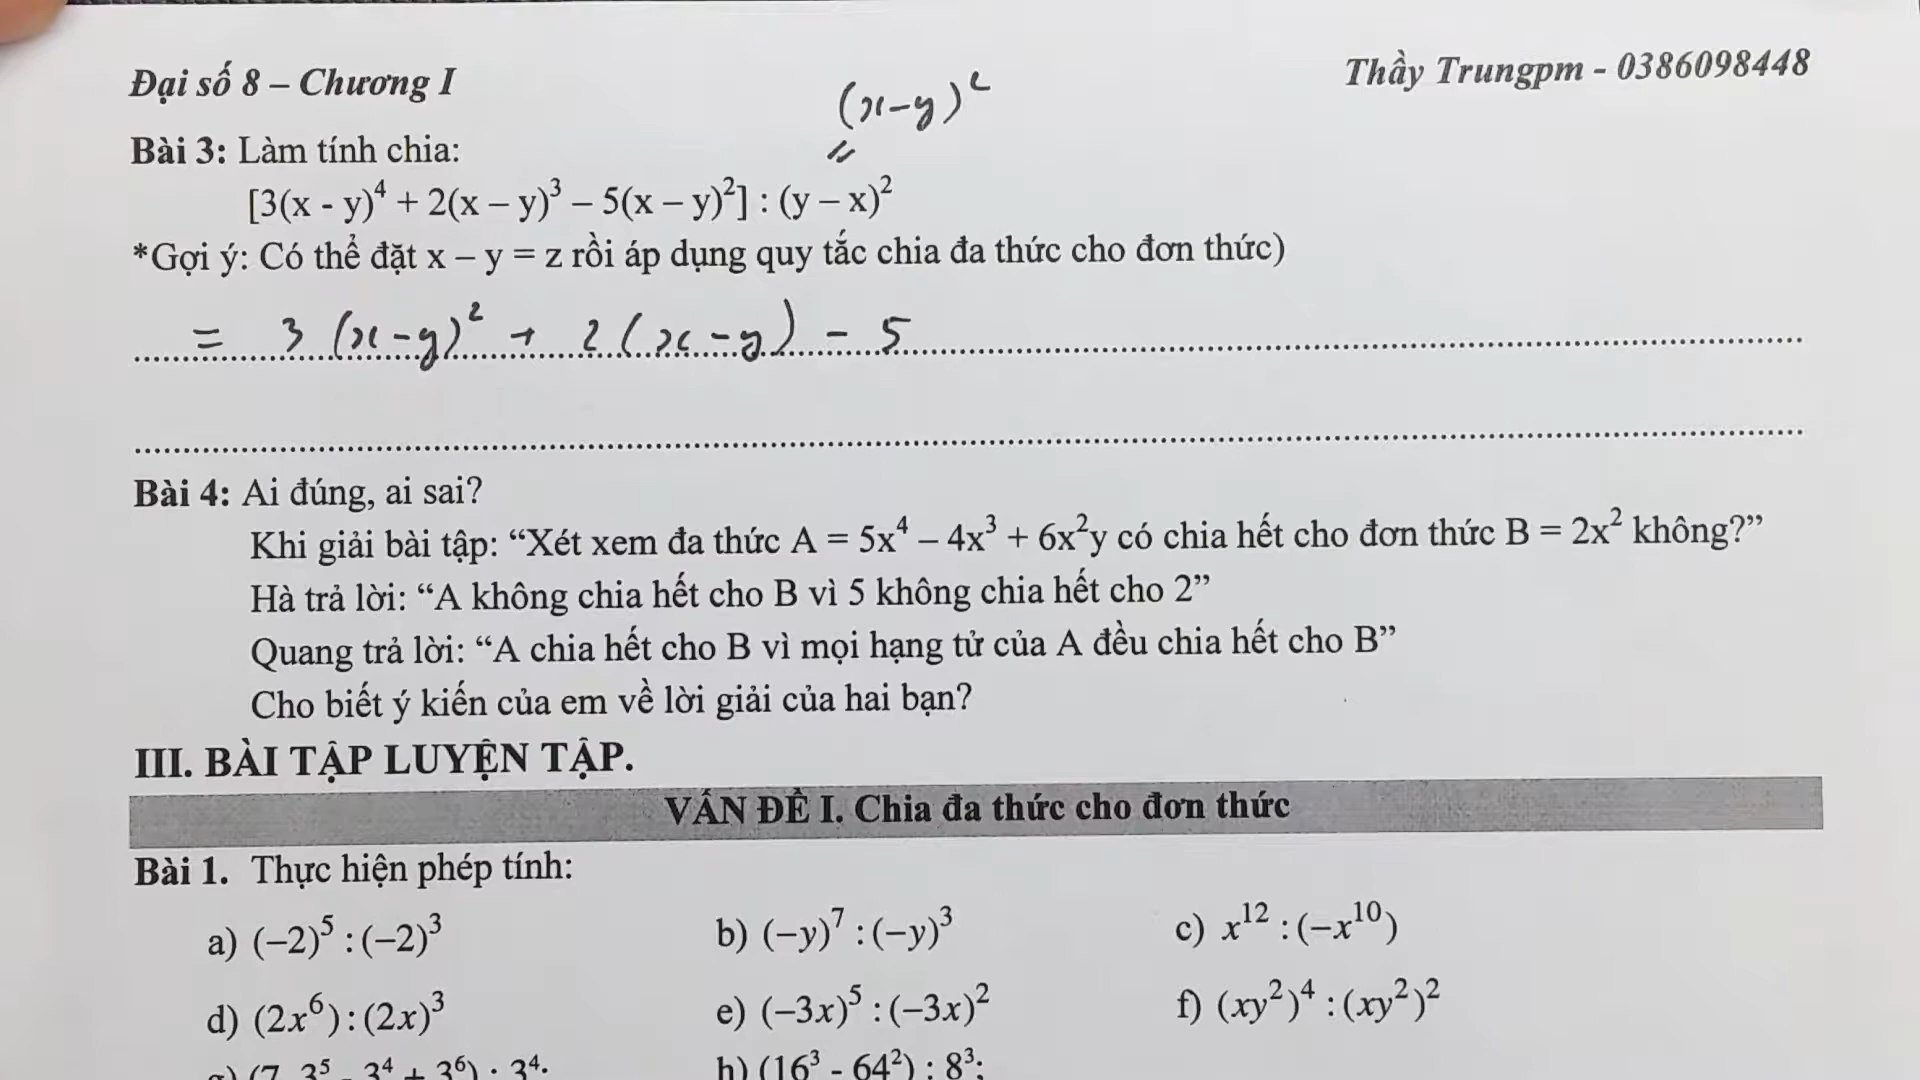 Đại số 8 – Chương I
Thầy Trungpm - 0386098448
(x-y)²
Bài 3: Làm tính chia:
[3(x - y)⁴ + 2(x – y)³ – 5(x – y)²] : (y – x)²
*Gợi ý: Có thể đặt x – y = z rồi áp dụng quy tắc chia đa thức cho đơn thức)
= 3 (x-y)² + 2 (x-y) - 5
Bài 4: Ai đúng, ai sai?
Khi giải bài tập: “Xét xem đa thức A = 5x⁴ – 4x³ + 6x²y có chia hết cho đơn thức B = 2x² không?”
Hà trả lời: “A không chia hết cho B vì 5 không chia hết cho 2”
Quang trả lời: “A chia hết cho B vì mọi hạng tử của A đều chia hết cho B”
Cho biết ý kiến của em về lời giải của hai bạn?
III. BÀI TẬP LUYỆN TẬP.
VẤN ĐỀ I. Chia đa thức cho đơn thức
Bài 1. Thực hiện phép tính:
a) (–2)⁵ : (–2)³ b) (–y)⁷ : (–y)³ c) x¹² : (–x¹⁰)
d) (2x⁶) : (2x)³ e) (–3x)⁵ : (–3x)² f) (xy²)⁴ : (xy²)²
h) (16³ - 64²) : 8³;